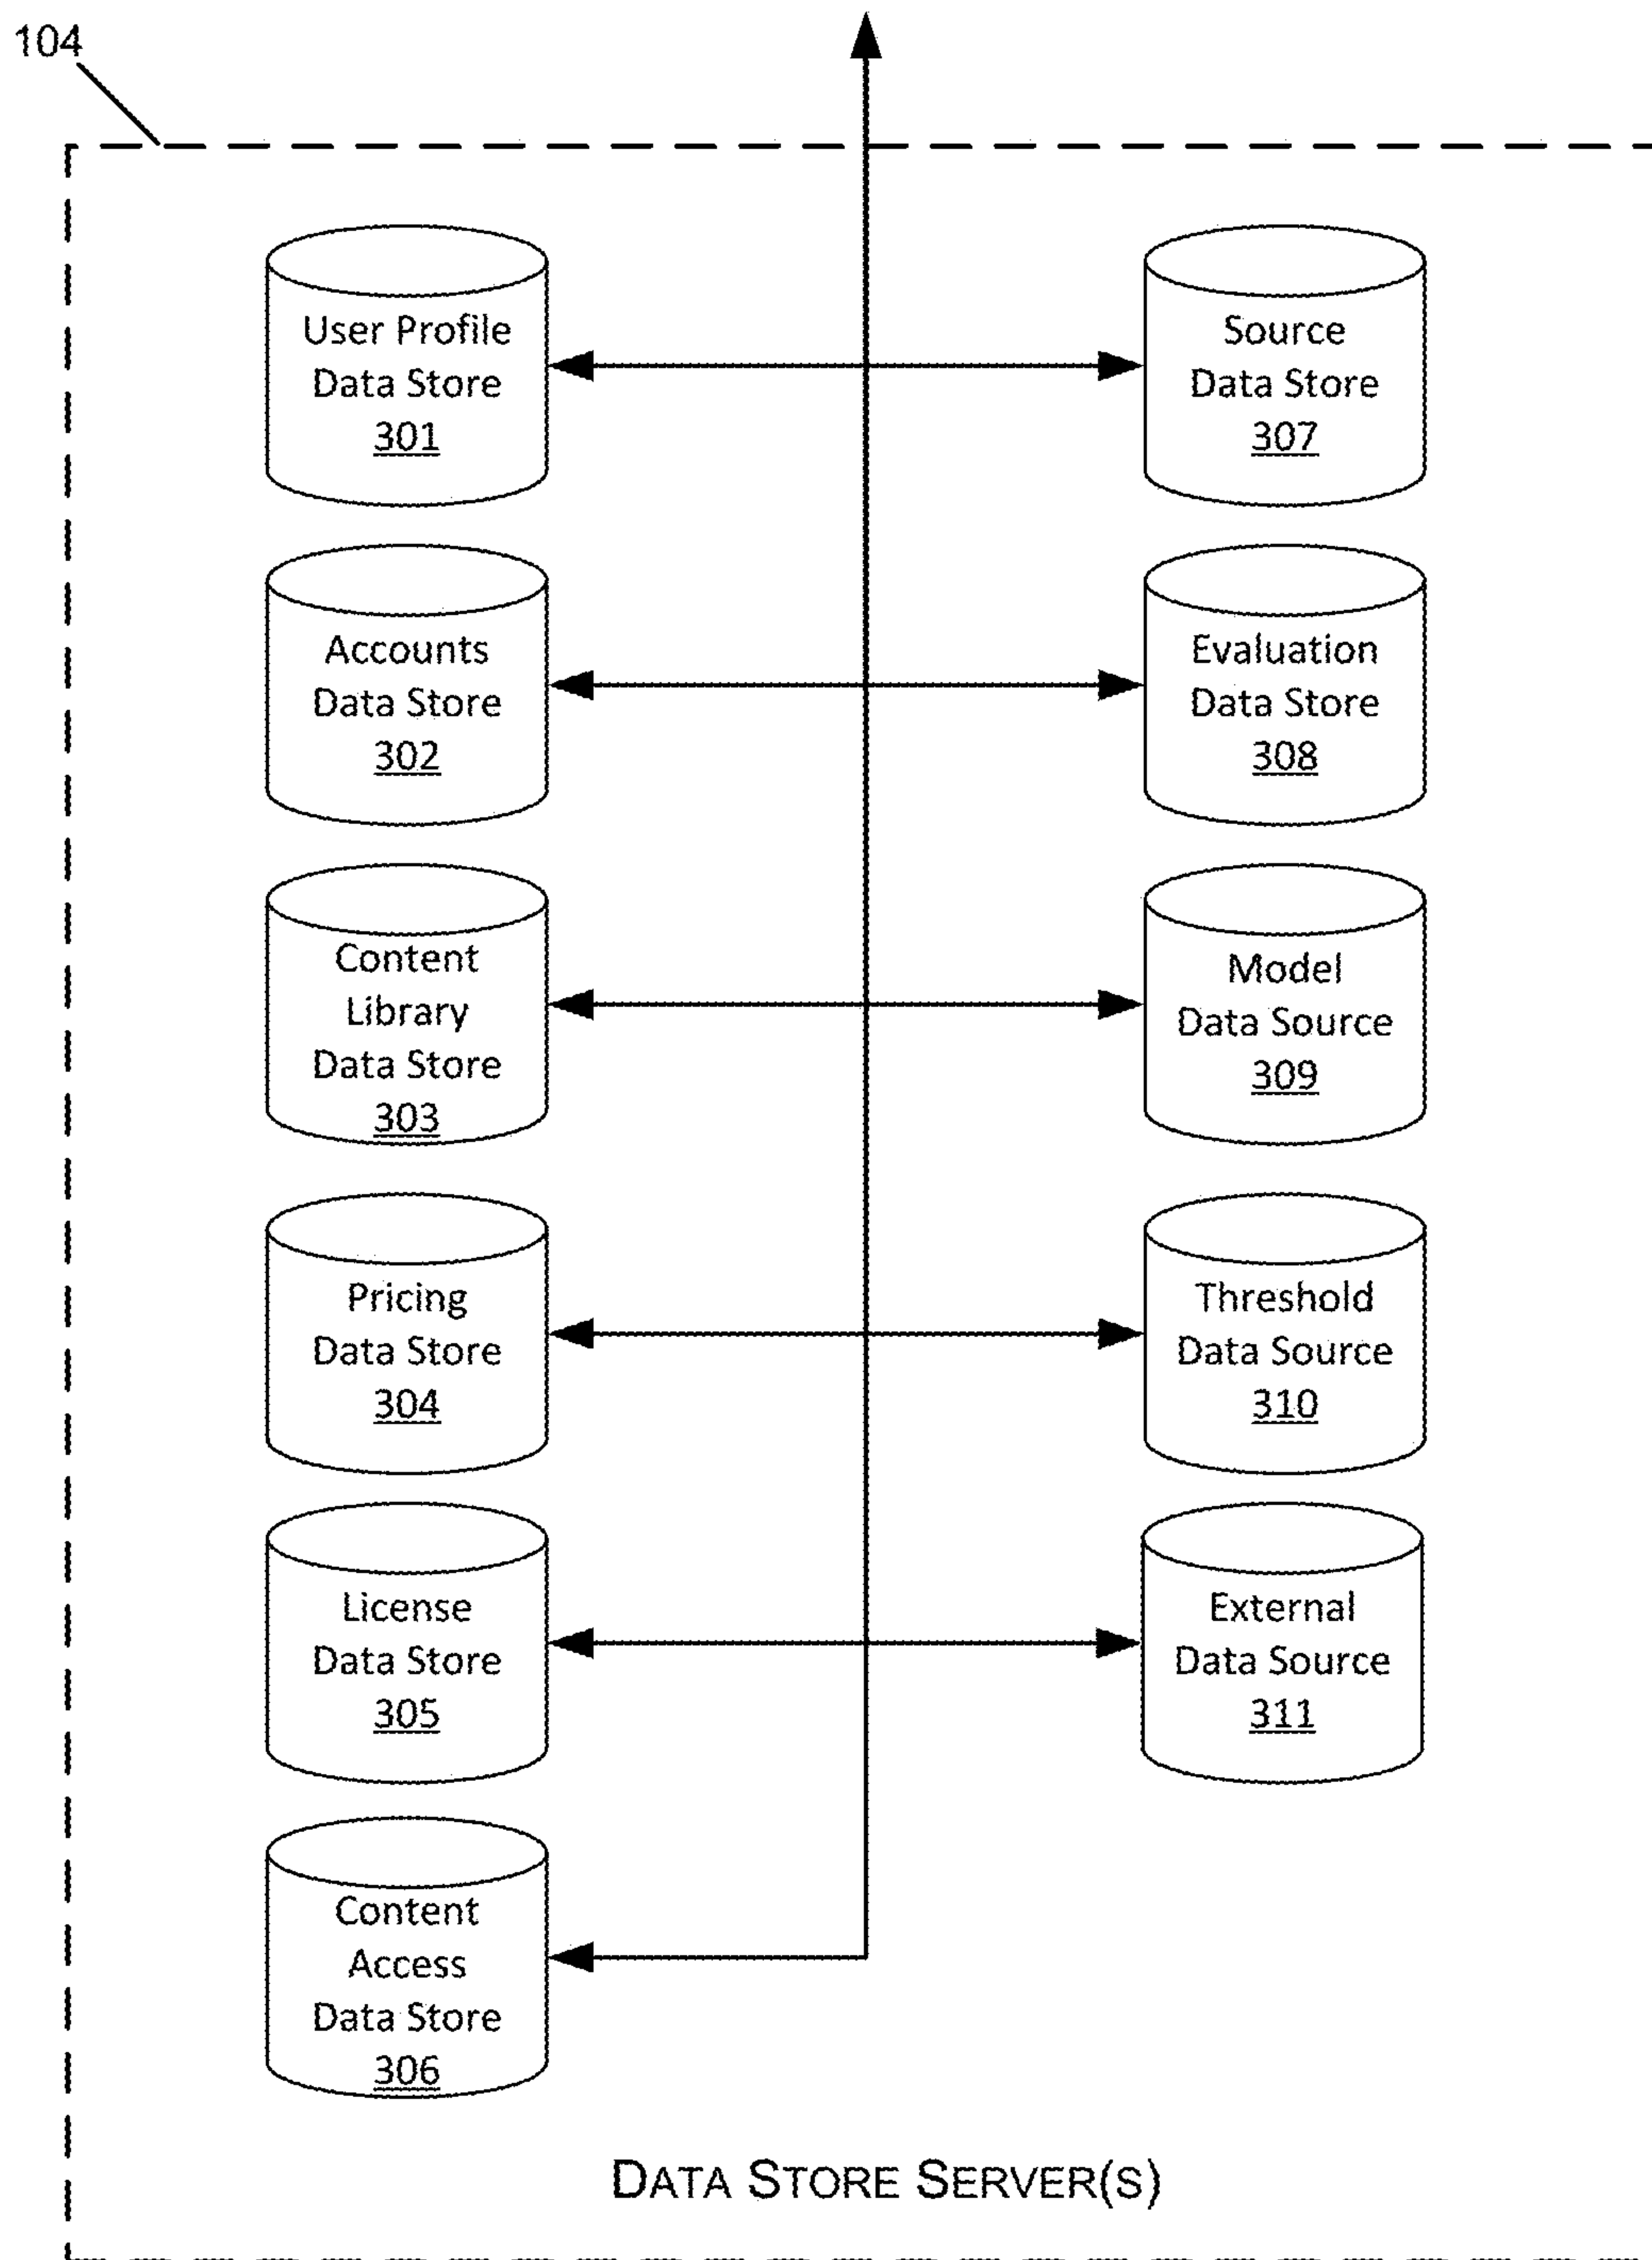 104
User Profile
Data Store
301
Source
Data Store
307
Accounts
Data Store
302
Evaluation
Data Store
308
Content
Library
Data Store
303
Model
Data Source
309
Pricing
Data Store
304
Threshold
Data Source
310
License
Data Store
305
External
Data Source
311
Content
Access
Data Store
306
DATA STORE SERVER(S)